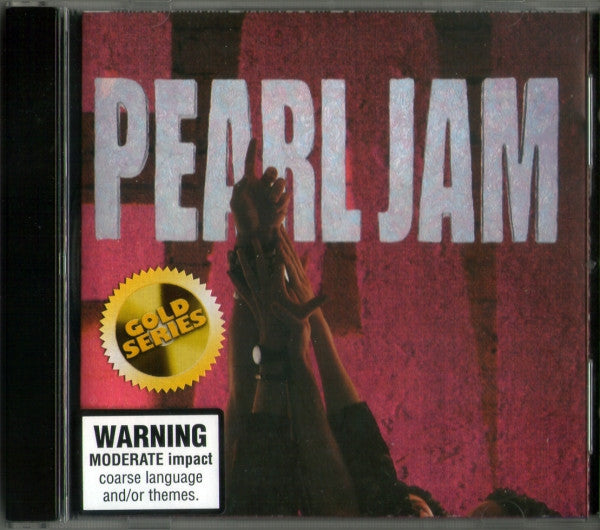 PEARL JAM
GOLD
SERIES
WARNING
MODERATE impact
coarse language
and/or themes.